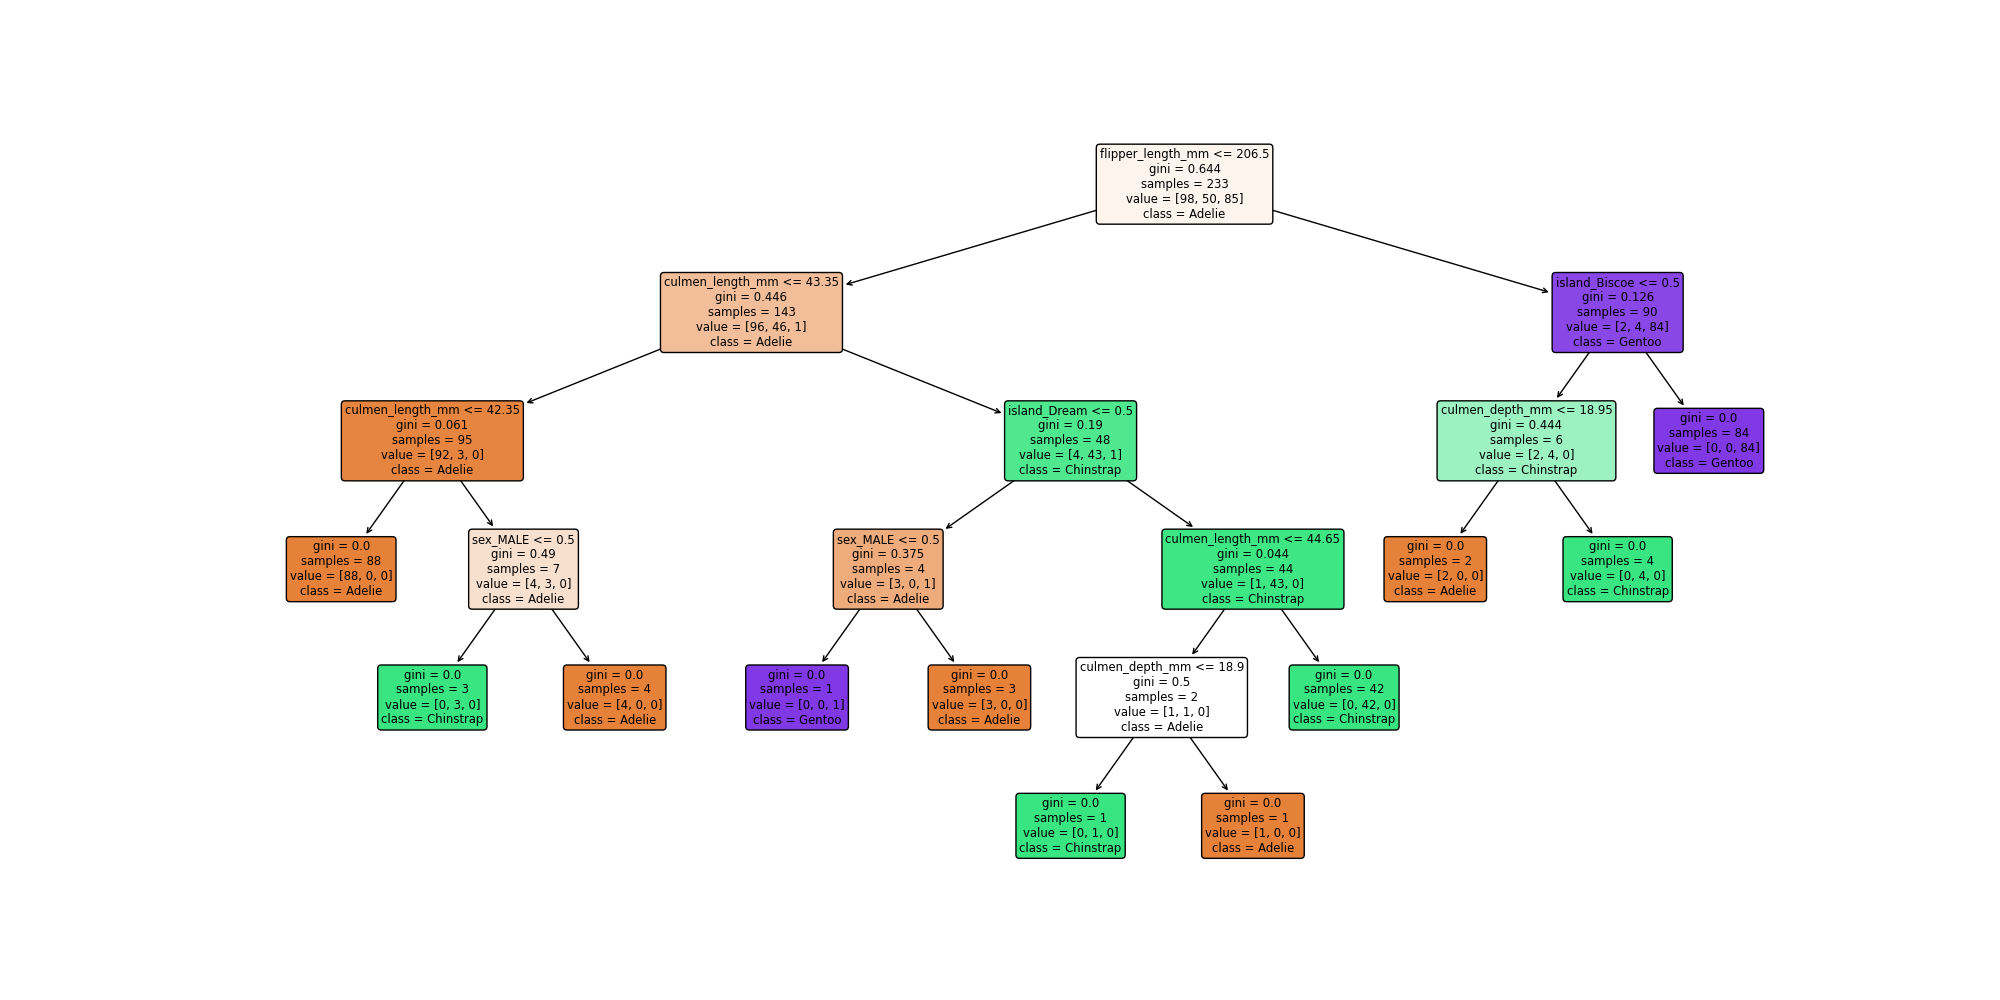 flipper_length_mm <= 206.5
gini = 0.644
samples = 233
value = [98, 50, 85]
class = Adelie
culmen_length_mm <= 43.35
gini = 0.446
samples = 143
value = [96, 46, 1]
class = Adelie
island_Biscoe <= 0.5
gini = 0.126
samples = 90
value = [2, 4, 84]
class = Gentoo
culmen_length_mm <= 42.35
gini = 0.061
samples = 95
value = [92, 3, 0]
class = Adelie
island_Dream <= 0.5
gini = 0.19
samples = 48
value = [4, 43, 1]
class = Chinstrap
culmen_depth_mm <= 18.95
gini = 0.444
samples = 6
value = [2, 4, 0]
class = Chinstrap
gini = 0.0
samples = 84
value = [0, 0, 84]
class = Gentoo
gini = 0.0
samples = 88
value = [88, 0, 0]
class = Adelie
sex_MALE <= 0.5
gini = 0.49
samples = 7
value = [4, 3, 0]
class = Adelie
sex_MALE <= 0.5
gini = 0.375
samples = 4
value = [3, 0, 1]
class = Adelie
culmen_length_mm <= 44.65
gini = 0.044
samples = 44
value = [1, 43, 0]
class = Chinstrap
gini = 0.0
samples = 2
value = [2, 0, 0]
class = Adelie
gini = 0.0
samples = 4
value = [0, 4, 0]
class = Chinstrap
gini = 0.0
samples = 3
value = [0, 3, 0]
class = Chinstrap
gini = 0.0
samples = 4
value = [4, 0, 0]
class = Adelie
gini = 0.0
samples = 1
value = [0, 0, 1]
class = Gentoo
gini = 0.0
samples = 3
value = [3, 0, 0]
class = Adelie
culmen_depth_mm <= 18.9
gini = 0.5
samples = 2
value = [1, 1, 0]
class = Adelie
gini = 0.0
samples = 42
value = [0, 42, 0]
class = Chinstrap
gini = 0.0
samples = 1
value = [0, 1, 0]
class = Chinstrap
gini = 0.0
samples = 1
value = [1, 0, 0]
class = Adelie